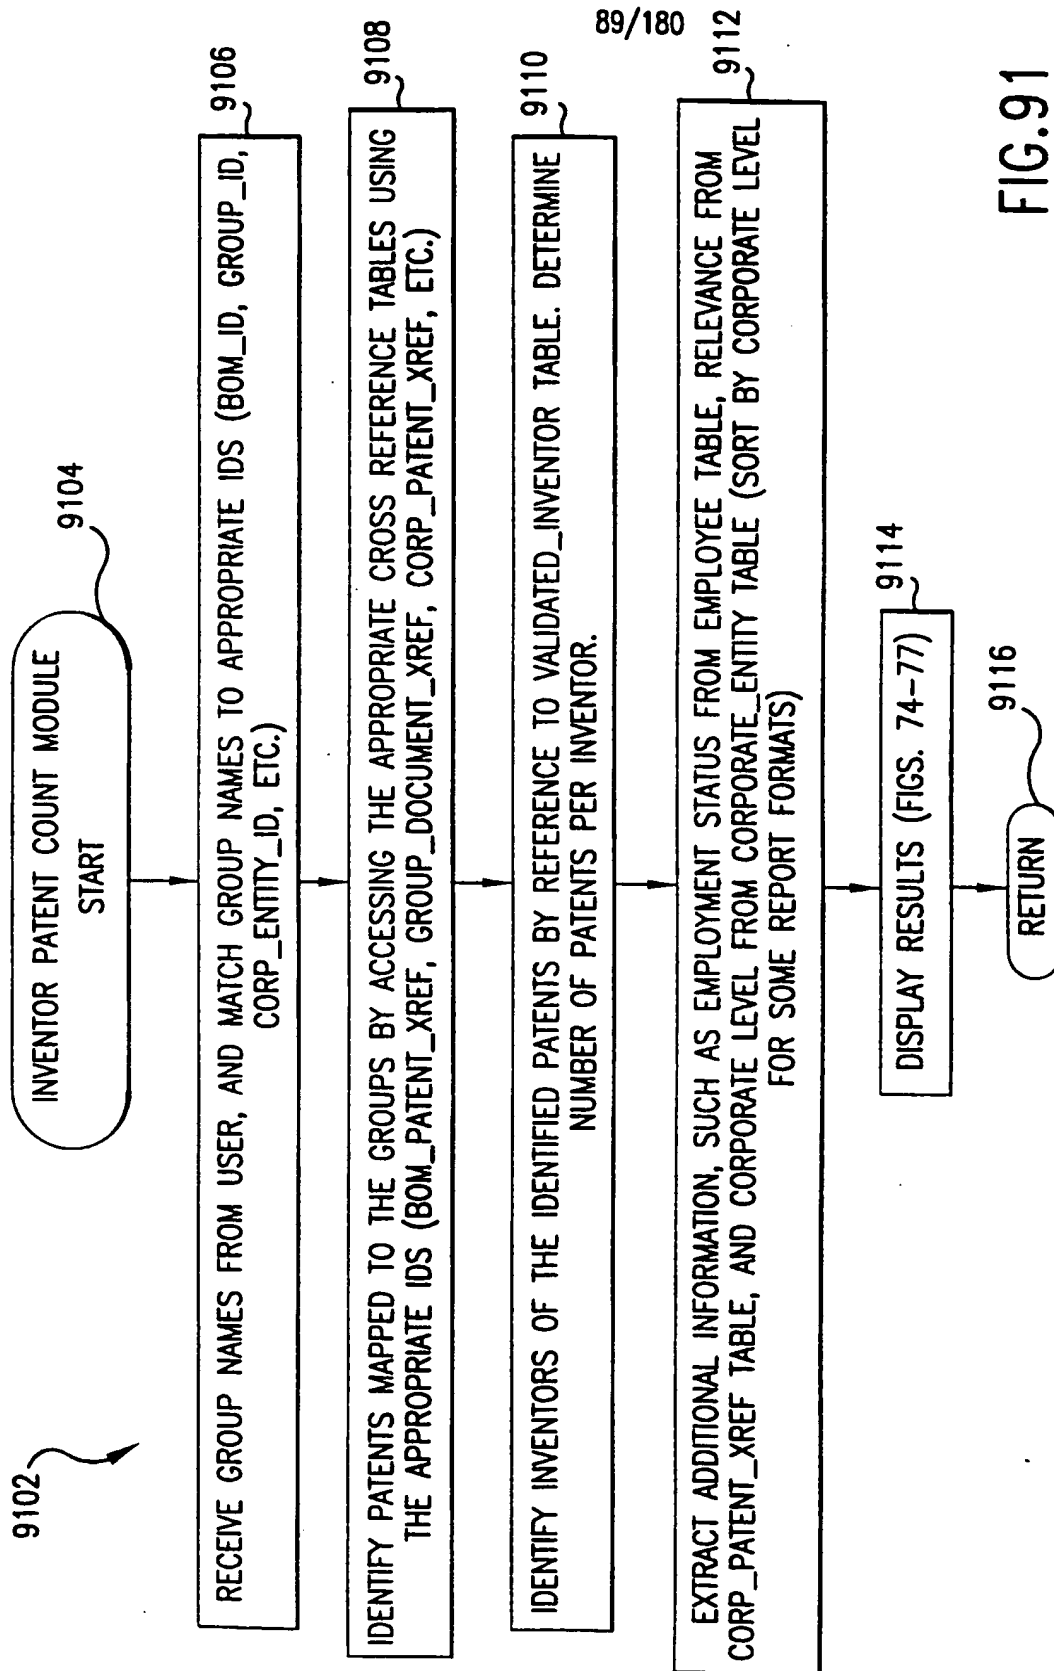 89/180
9102
INVENTOR PATENT COUNT MODULE
START
9104
RECEIVE GROUP NAMES FROM USER, AND MATCH GROUP NAMES TO APPROPRIATE IDS (BOM_ID, GROUP_ID,
CORP_ENTITY_ID, ETC.)
9106
IDENTIFY PATENTS MAPPED TO THE GROUPS BY ACCESSING THE APPROPRIATE CROSS REFERENCE TABLES USING
THE APPROPRIATE IDS (BOM_PATENT_XREF, GROUP_DOCUMENT_XREF, CORP_PATENT_XREF, ETC.)
9108
IDENTIFY INVENTORS OF THE IDENTIFIED PATENTS BY REFERENCE TO VALIDATED_INVENTOR TABLE. DETERMINE
NUMBER OF PATENTS PER INVENTOR.
9110
EXTRACT ADDITIONAL INFORMATION, SUCH AS EMPLOYMENT STATUS FROM EMPLOYEE TABLE, RELEVANCE FROM
CORP_PATENT_XREF TABLE, AND CORPORATE LEVEL FROM CORPORATE_ENTITY TABLE (SORT BY CORPORATE LEVEL
FOR SOME REPORT FORMATS)
9112
DISPLAY RESULTS (FIGS. 74-77)
9114
RETURN
9116
FIG.91